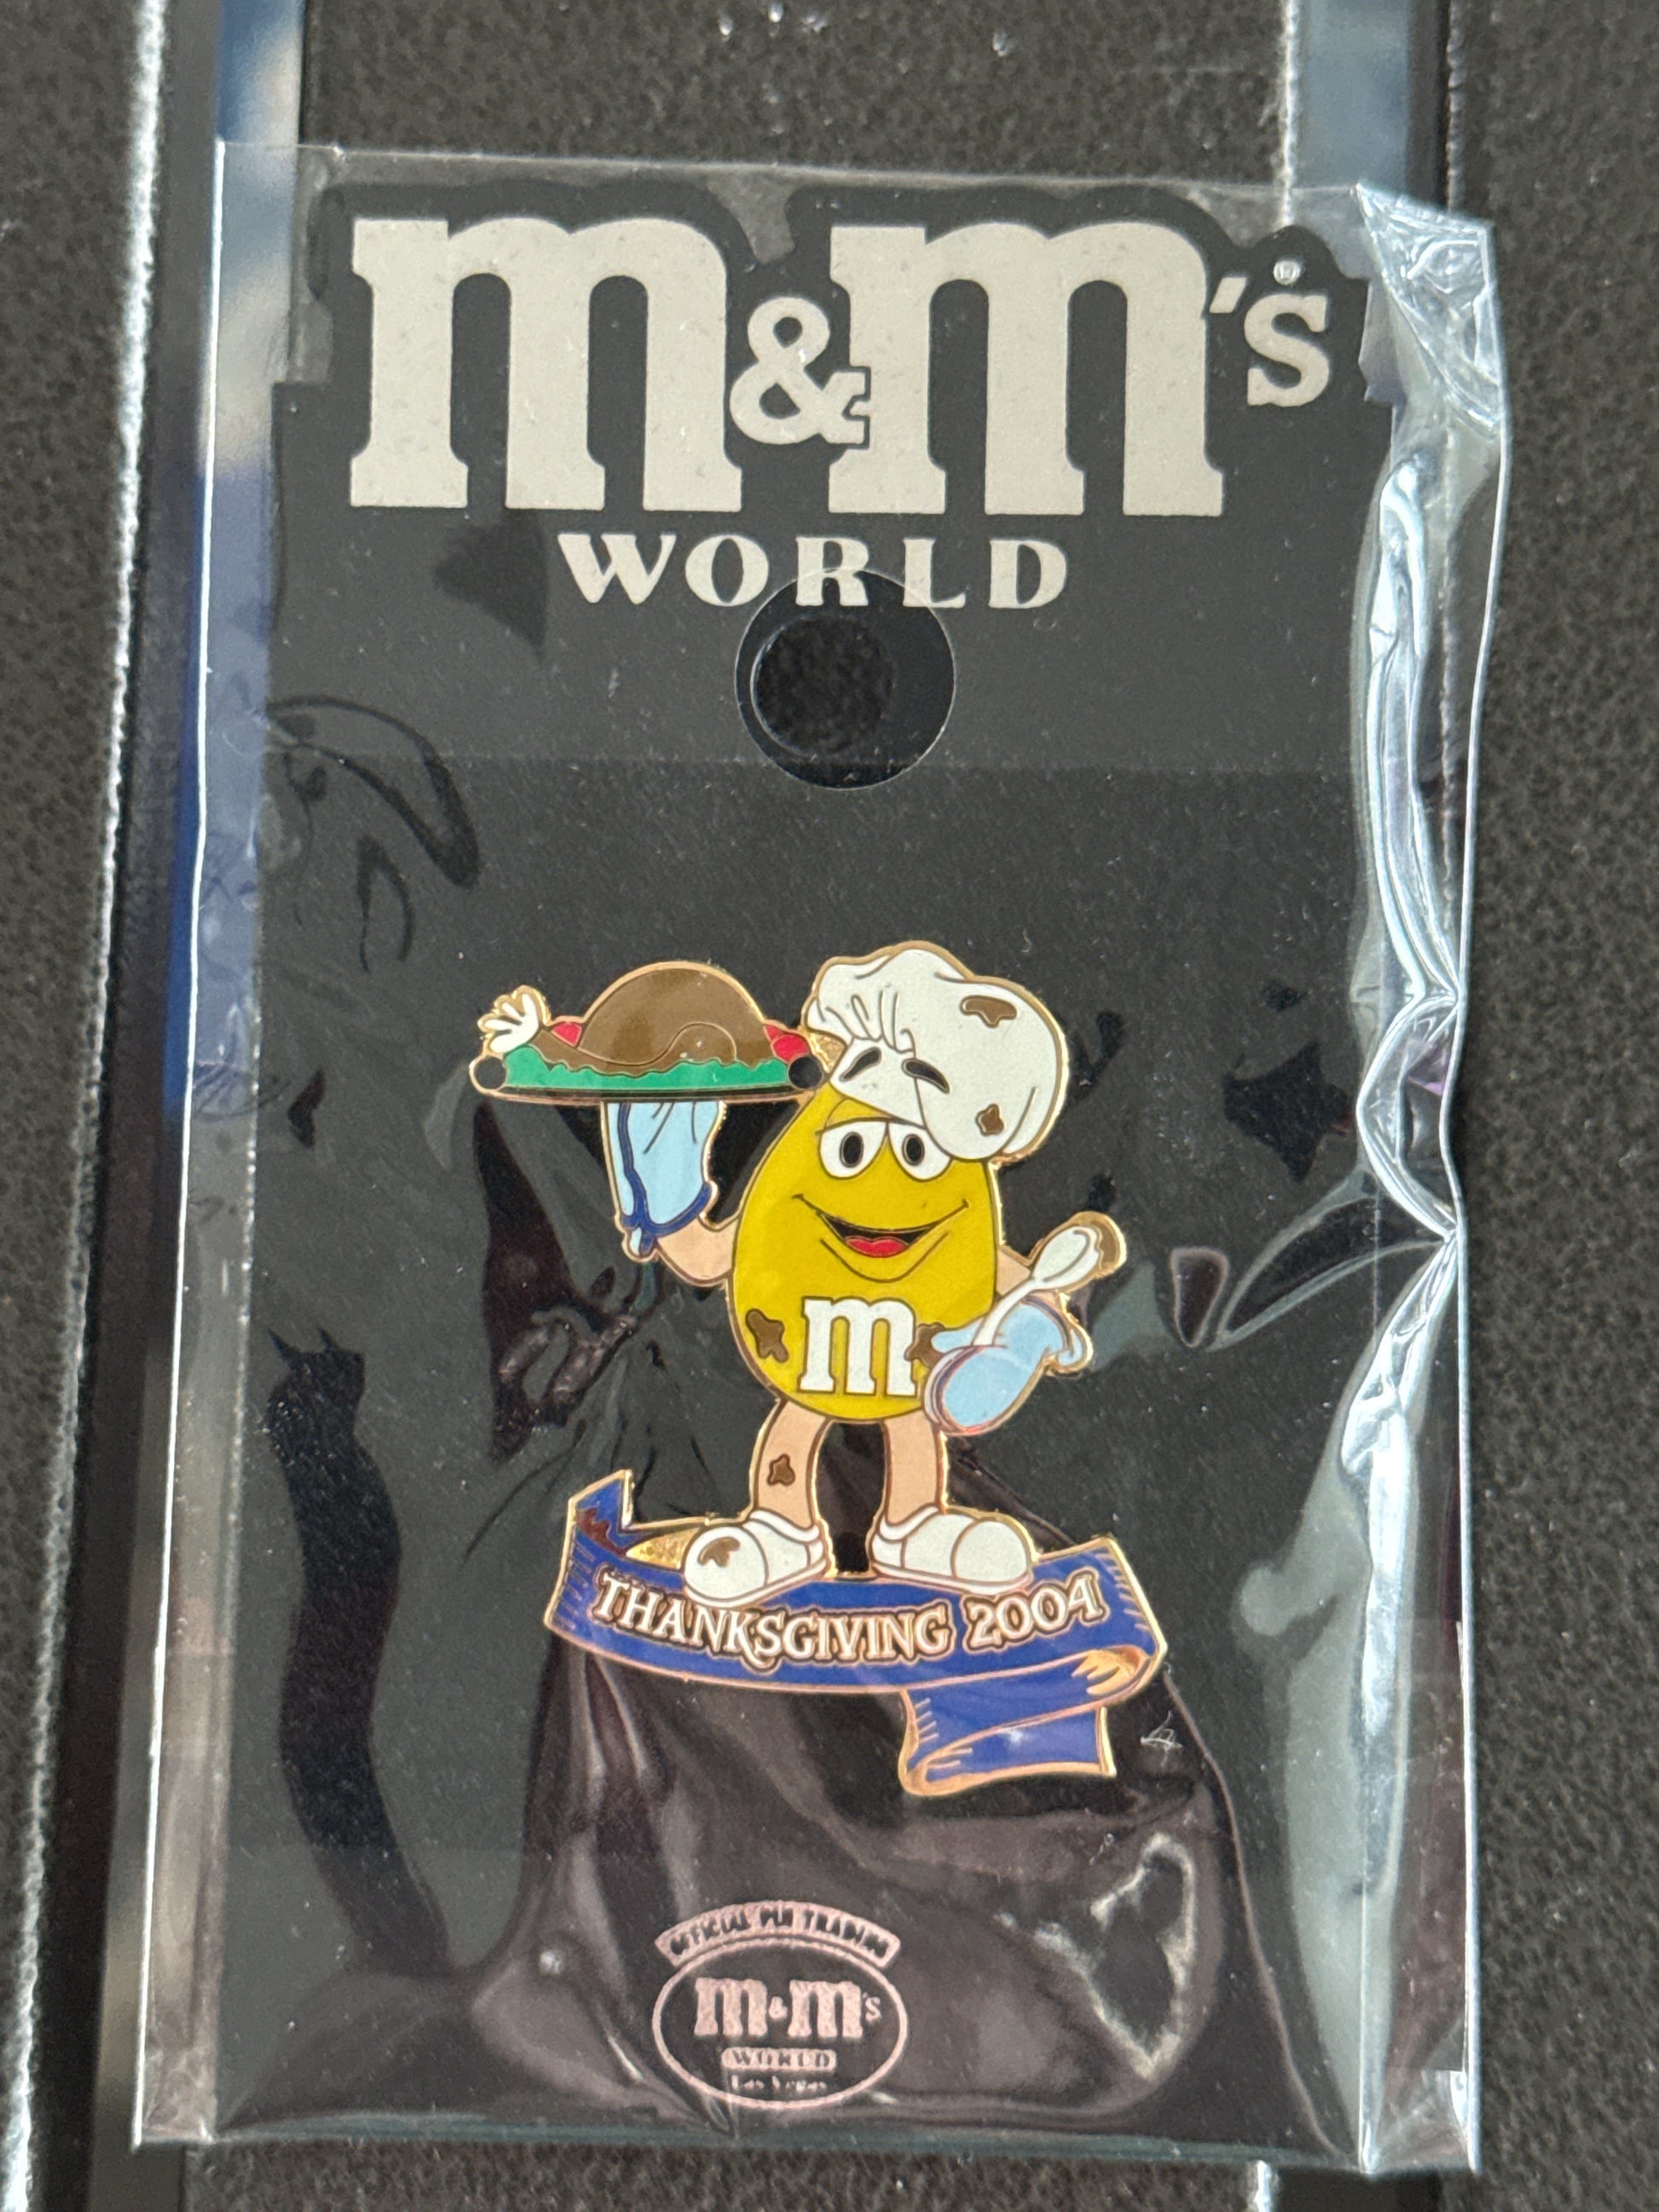 m&m's®
WORLD
m
THANKSGIVING 2004
OFFICIAL PIN TRADING
m&m's
WORLD
Las Vegas